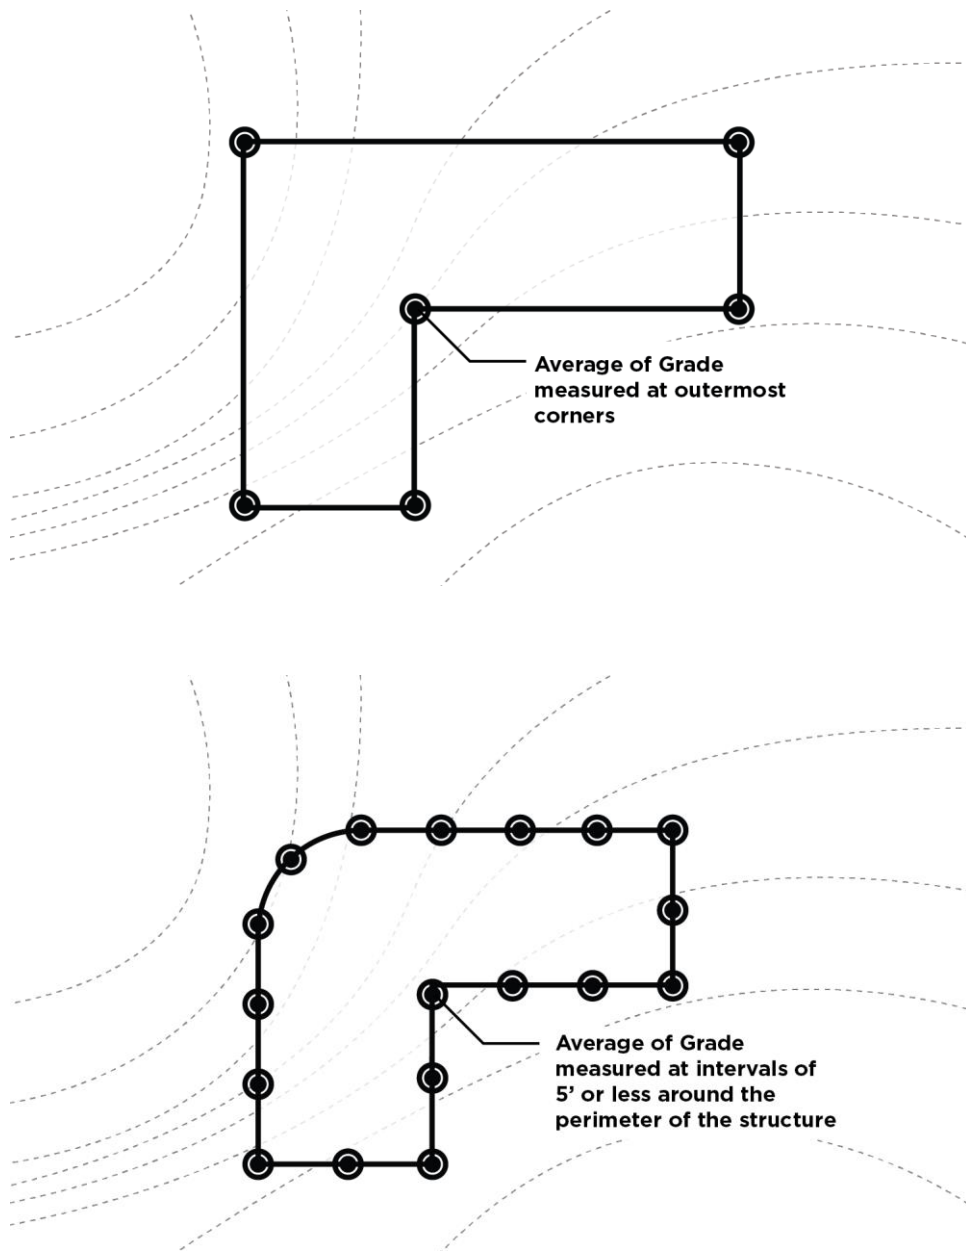 Average of Grade
measured at outermost
corners
Average of Grade
measured at intervals of
5’ or less around the
perimeter of the structure